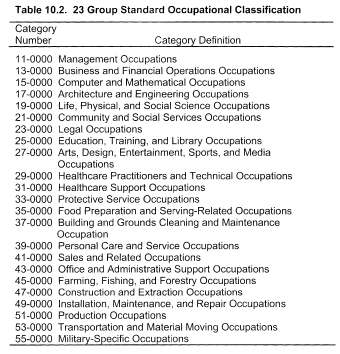 Table 10.2. 23 Group Standard Occupational Classification
Category
Number Category Definition
11-0000 Management Occupations
13-0000 Business and Financial Operations Occupations
15-0000 Computer and Mathematical Occupations
17-0000 Architecture and Engineering Occupations
19-0000 Life, Physical, and Social Science Occupations
21-0000 Community and Social Services Occupations
23-0000 Legal Occupations
25-0000 Education, Training, and Library Occupations
27-0000 Arts, Design, Entertainment, Sports, and Media
Occupations
29-0000 Healthcare Practitioners and Technical Occupations
31-0000 Healthcare Support Occupations
33-0000 Protective Service Occupations
35-0000 Food Preparation and Serving-Related Occupations
37-0000 Building and Grounds Cleaning and Maintenance
Occupation
39-0000 Personal Care and Service Occupations
41-0000 Sales and Related Occupations
43-0000 Office and Administrative Support Occupations
45-0000 Farming, Fishing, and Forestry Occupations
47-0000 Construction and Extraction Occupations
49-0000 Installation, Maintenance, and Repair Occupations
51-0000 Production Occupations
53-0000 Transportation and Material Moving Occupations
55-0000 Military-Specific Occupations